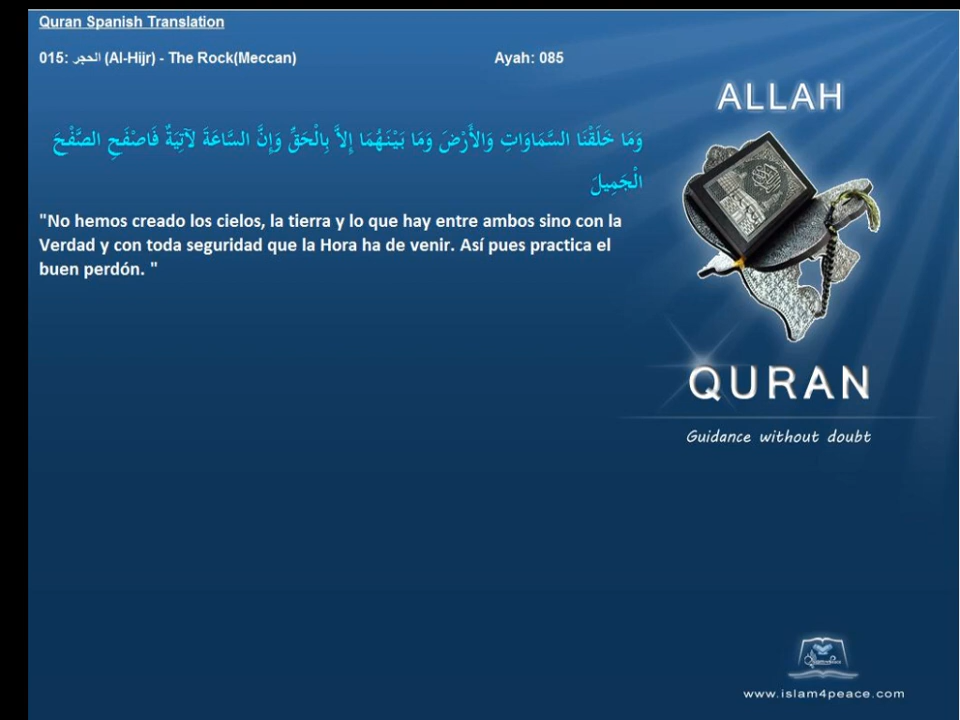 Quran Spanish Translation
015: الحجر (Al-Hijr) - The Rock(Meccan) Ayah: 085
وَمَا خَلَقْنَا السَّمَاوَاتِ وَالأَرْضَ وَمَا بَيْنَهُمَا إِلاَّ بِالْحَقِّ وَإِنَّ السَّاعَةَ لآتِيَةٌ فَاصْفَحِ الصَّفْحَ
الْجَمِيلَ
"No hemos creado los cielos, la tierra y lo que hay entre ambos sino con la
Verdad y con toda seguridad que la Hora ha de venir. Así pues practica el
buen perdón. "
ALLAH
QURAN
Guidance without doubt
www.islam4peace.com